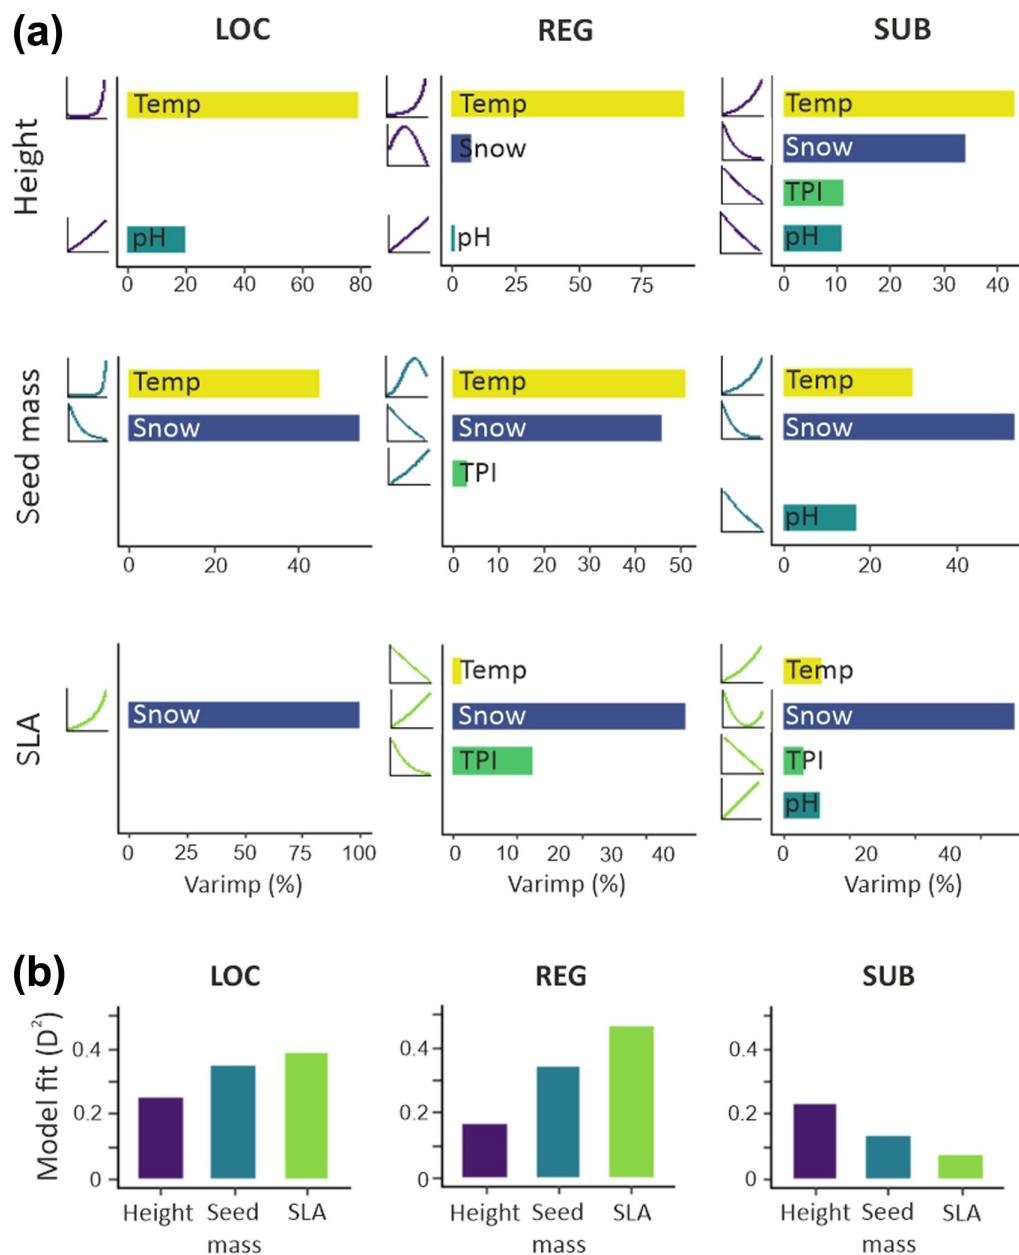 (a)
LOC REG SUB
Height
Temp Temp Temp
Snow Snow
TPI
pH pH pH
0 20 40 60 80 0 25 50 75 0 10 20 30 40
Seed mass
Temp Temp Temp
Snow Snow Snow
TPI
pH
0 20 40 0 10 20 30 40 50 0 20 40
SLA
Temp Temp
Snow Snow Snow
TPI TPI
pH
0 25 50 75 100 0 10 20 30 40 0 20 40
Varimp (%) Varimp (%) Varimp (%)
(b)
LOC REG SUB
Model fit (D²)
0.4 0.4 0.4
0.2 0.2 0.2
0 0 0
Height Seed SLA Height Seed SLA Height Seed SLA
mass mass mass